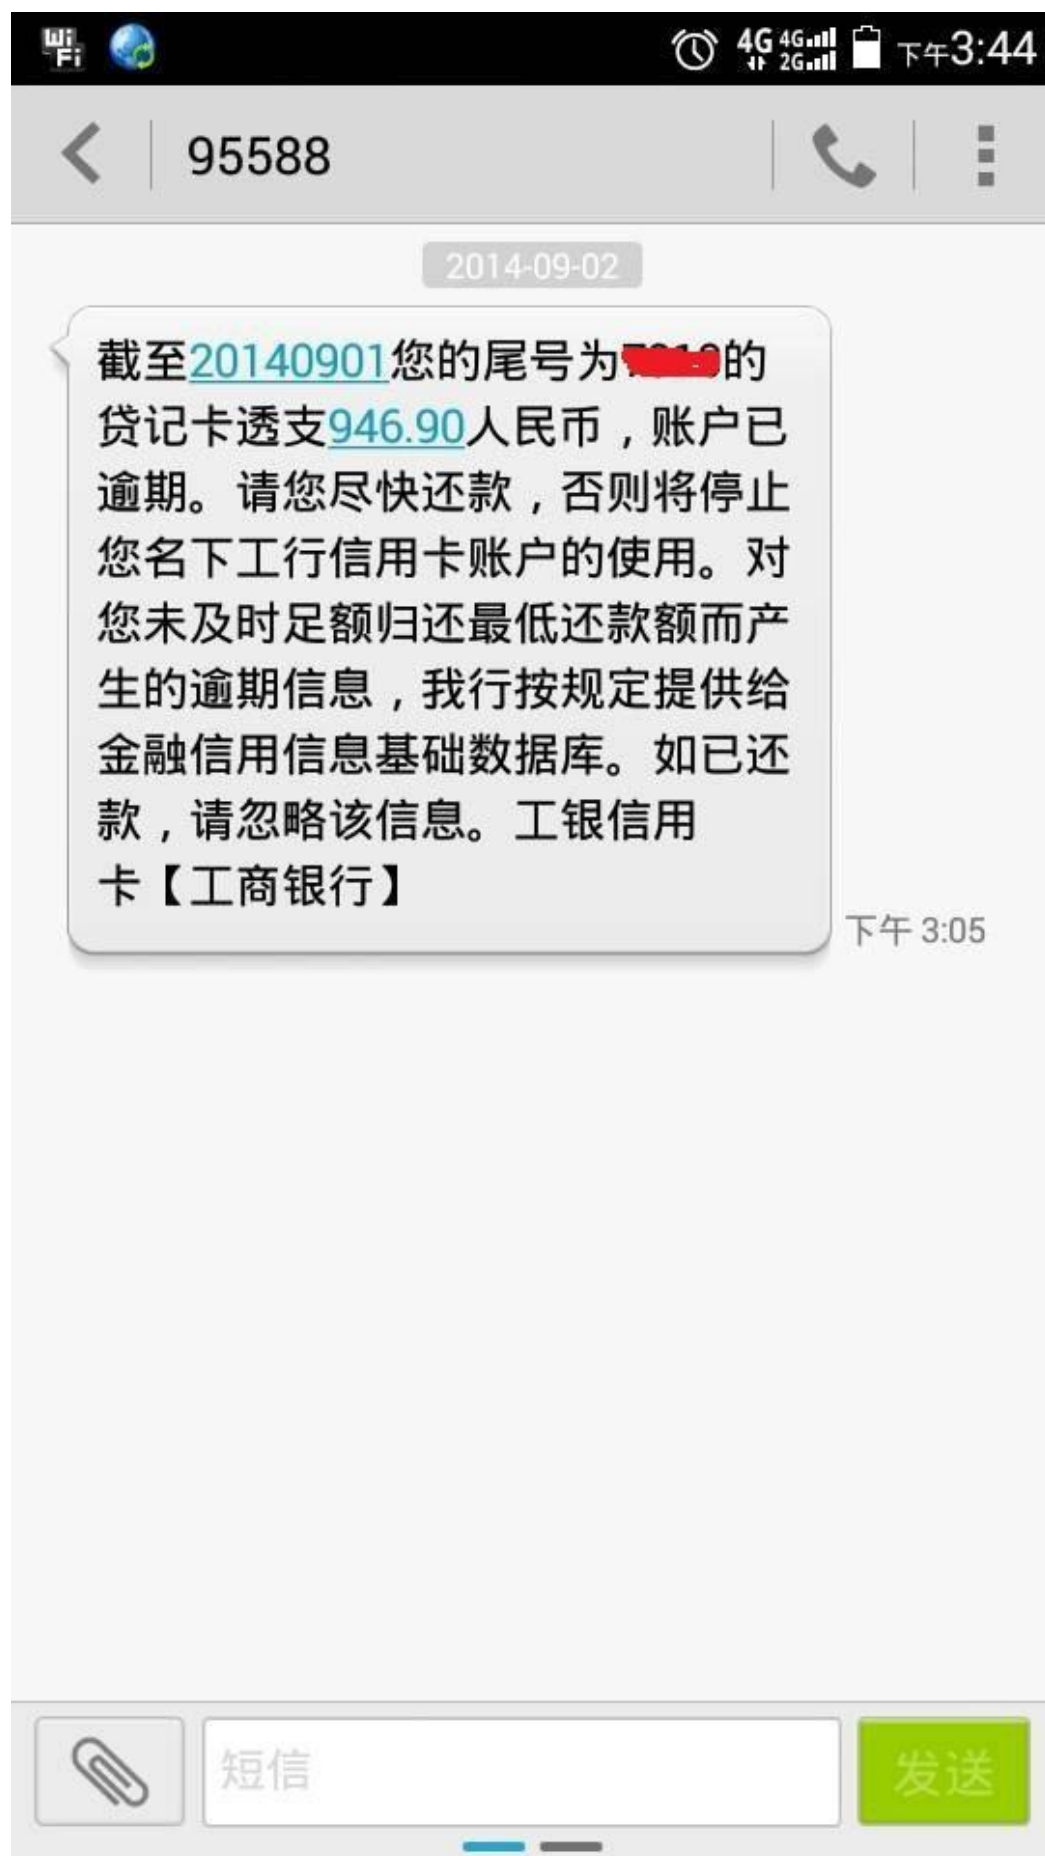 Wi Fi 4G 4G 2G 下午3:44
95588
2014-09-02
截至20140901您的尾号为的
贷记卡透支946.90人民币，账户已
逾期。请您尽快还款，否则将停止
您名下工行信用卡账户的使用。对
您未及时足额归还最低还款额而产
生的逾期信息，我行按规定提供给
金融信用信息基础数据库。如已还
款，请忽略该信息。工银信用
卡【工商银行】
下午 3:05
短信
发送